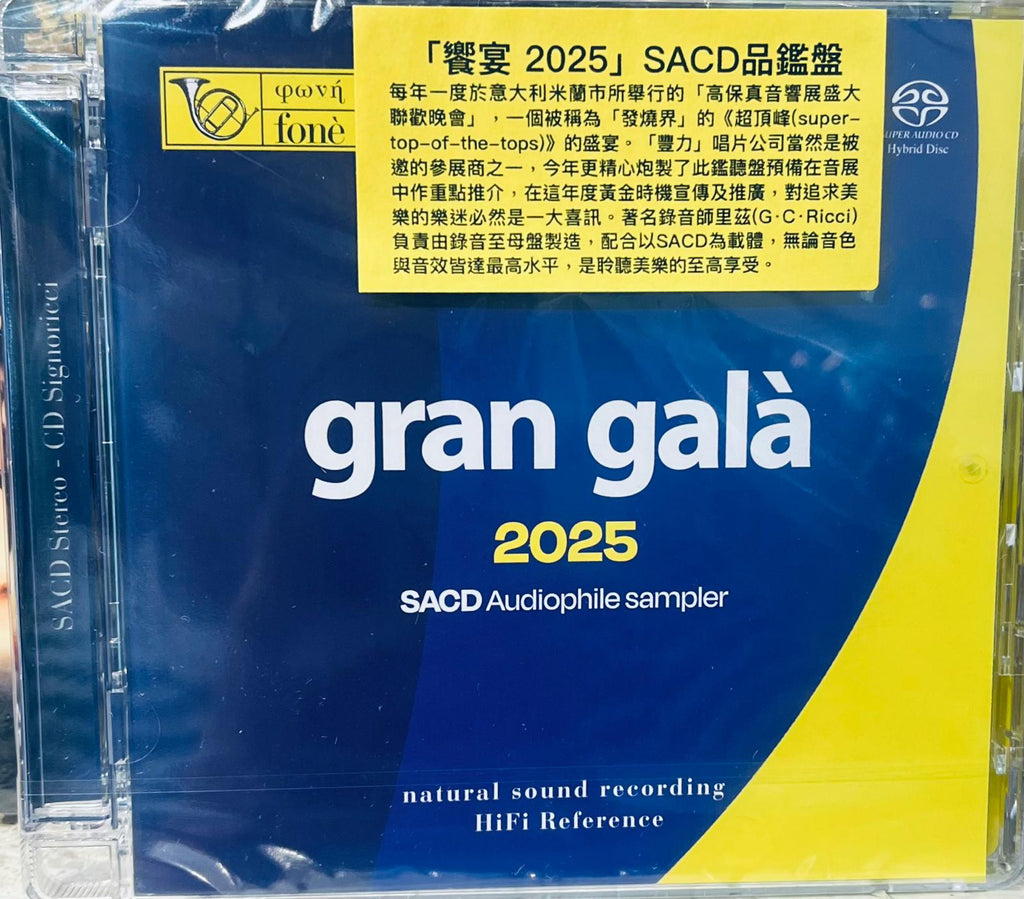 「饗宴 2025」SACD品鑑盤
每年一度於意大利米蘭市所舉行的「高保真音響展盛大
聯歡晚會」，一個被稱為「發燒界」的《超頂峰(super-
top-of-the-tops)》的盛宴。「豐力」唱片公司當然是被
邀的參展商之一，今年更精心炮製了此鑑聽盤預備在音展
中作重點推介，在這年度黃金時機宣傳及推廣，對追求美
樂的樂迷必然是一大喜訊。著名錄音師里茲(G·C·Ricci)
負責由錄音至母盤製造，配合以SACD為載體，無論音色
與音效皆達最高水平，是聆聽美樂的至高享受。
φωνή
fonè
SUPER AUDIO CD
Hybrid Disc
SACD Stereo - CD Signoricci
gran galà
2025
SACD Audiophile sampler
natural sound recording
HiFi Reference